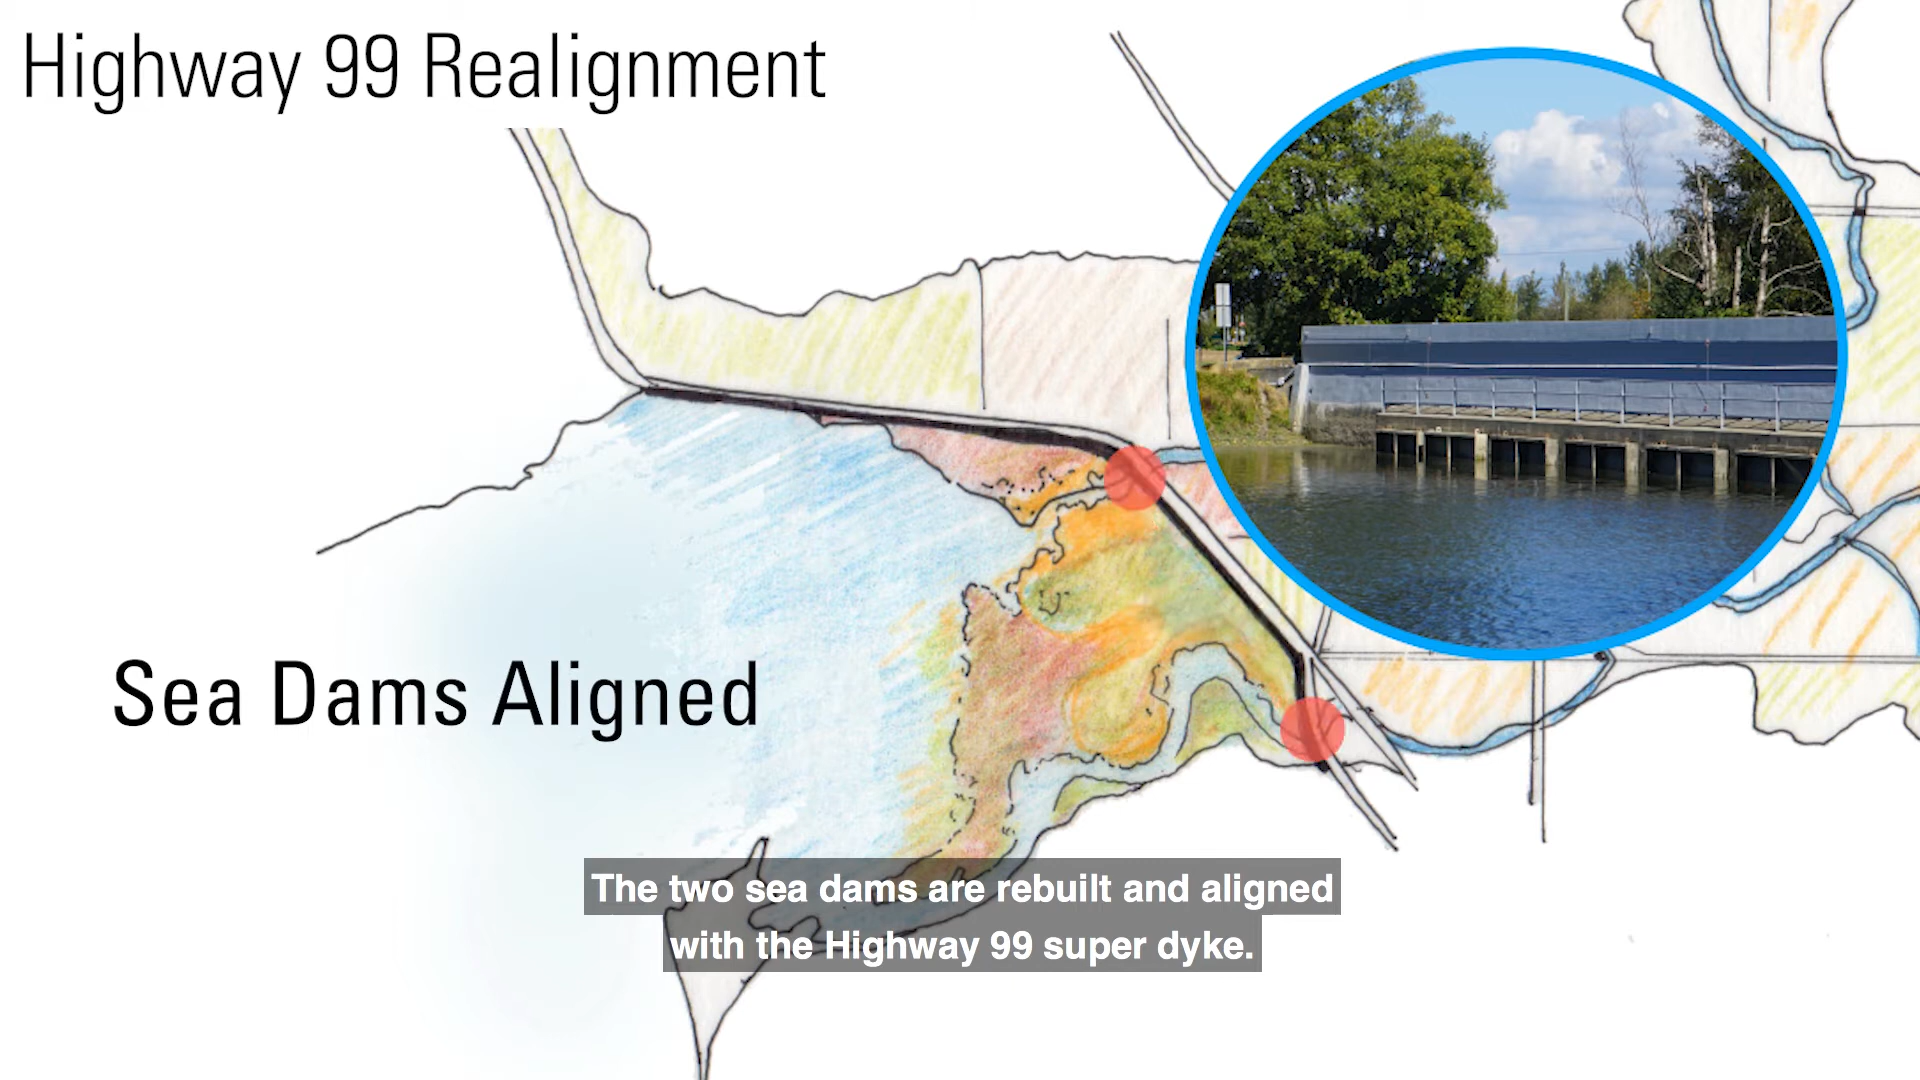 Highway 99 Realignment
Sea Dams Aligned
The two sea dams are rebuilt and aligned
with the Highway 99 super dyke.